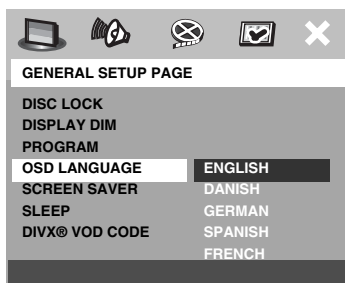 GENERAL SETUP PAGE
DISC LOCK
DISPLAY DIM
PROGRAM
OSD LANGUAGE ENGLISH
SCREEN SAVER DANISH
SLEEP GERMAN
DIVX® VOD CODE SPANISH
FRENCH